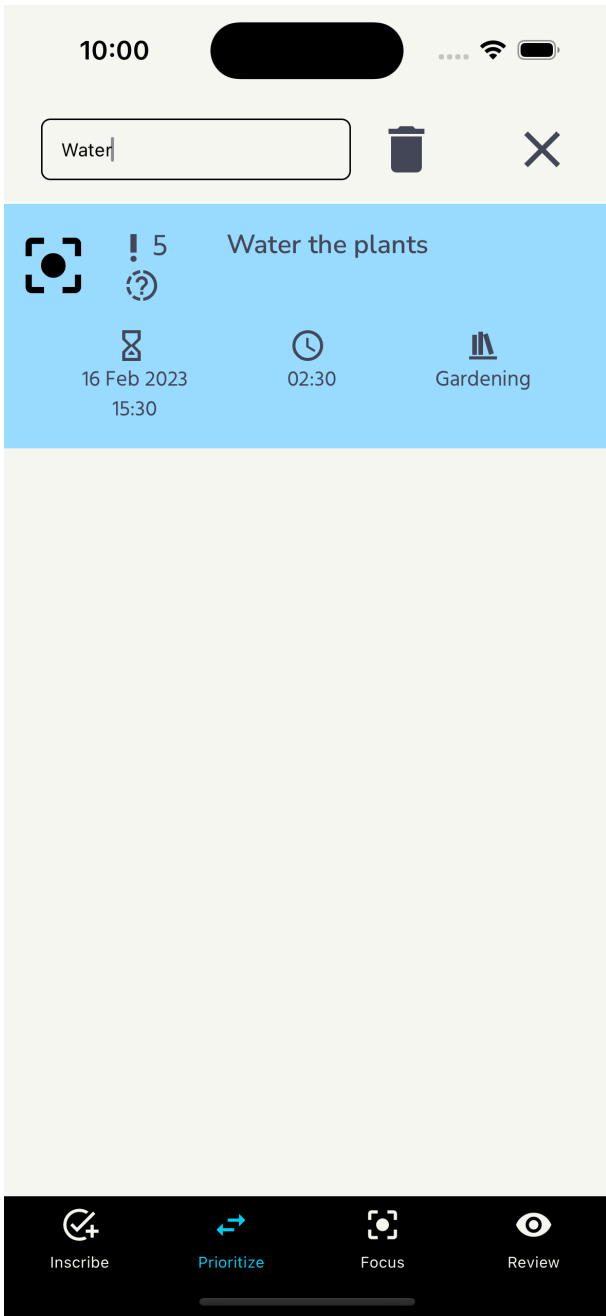 10:00
Water
5
Water the plants
16 Feb 2023
15:30
02:30
Gardening
Inscribe
Prioritize
Focus
Review